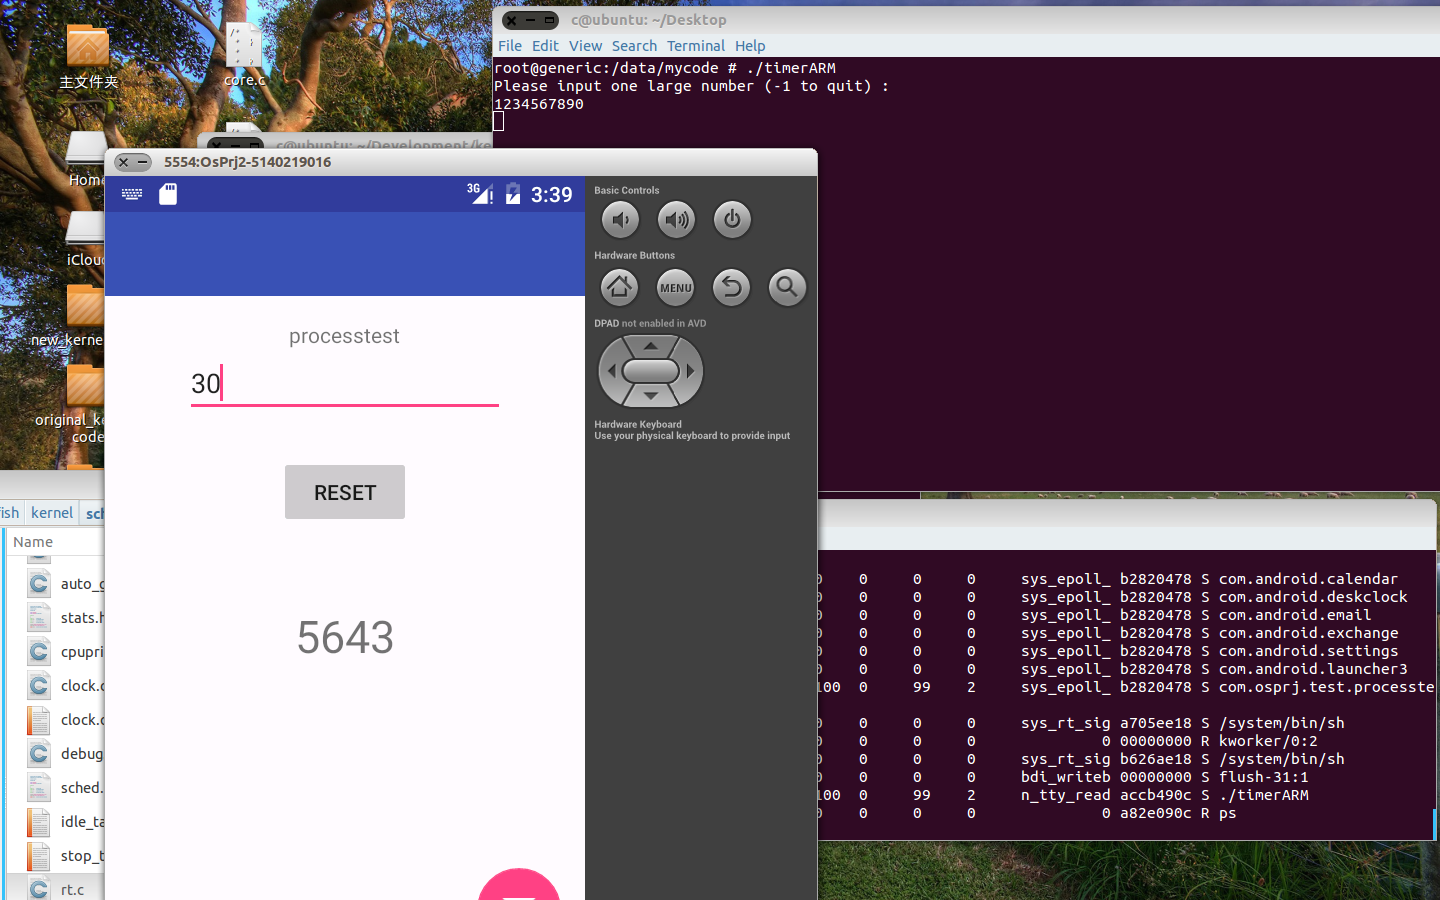 c@ubuntu: ~/Desktop
File Edit View Search Terminal Help
root@generic:/data/mycode # ./timerARM
Please input one large number (-1 to quit) :
1234567890
主文件夹
core.c
Home
iClou
new_kerne
original_ke
code
c@ubuntu: ~/Development/ke
5554:OsPrj2-5140219016
3G
3:39
processtest
30
RESET
5643
Basic Controls
Hardware Buttons
MENU
DPAD not enabled in AVD
Hardware Keyboard
Use your physical keyboard to provide input
ish kernel sch
Name
auto_g
stats.h
cpupri
clock.c
clock.c
debug
sched.
idle_ta
stop_t
rt.c
0 0 0 0 sys_epoll_ b2820478 S com.android.calendar
0 0 0 0 sys_epoll_ b2820478 S com.android.deskclock
0 0 0 0 sys_epoll_ b2820478 S com.android.email
0 0 0 0 sys_epoll_ b2820478 S com.android.exchange
0 0 0 0 sys_epoll_ b2820478 S com.android.settings
0 0 0 0 sys_epoll_ b2820478 S com.android.launcher3
100 0 99 2 sys_epoll_ b2820478 S com.osprj.test.processte
0 0 0 0 sys_rt_sig a705ee18 S /system/bin/sh
0 0 0 0 0 00000000 R kworker/0:2
0 0 0 0 sys_rt_sig b626ae18 S /system/bin/sh
0 0 0 0 bdi_writeb 00000000 S flush-31:1
100 0 99 2 n_tty_read accb490c S ./timerARM
0 0 0 0 0 a82e090c R ps